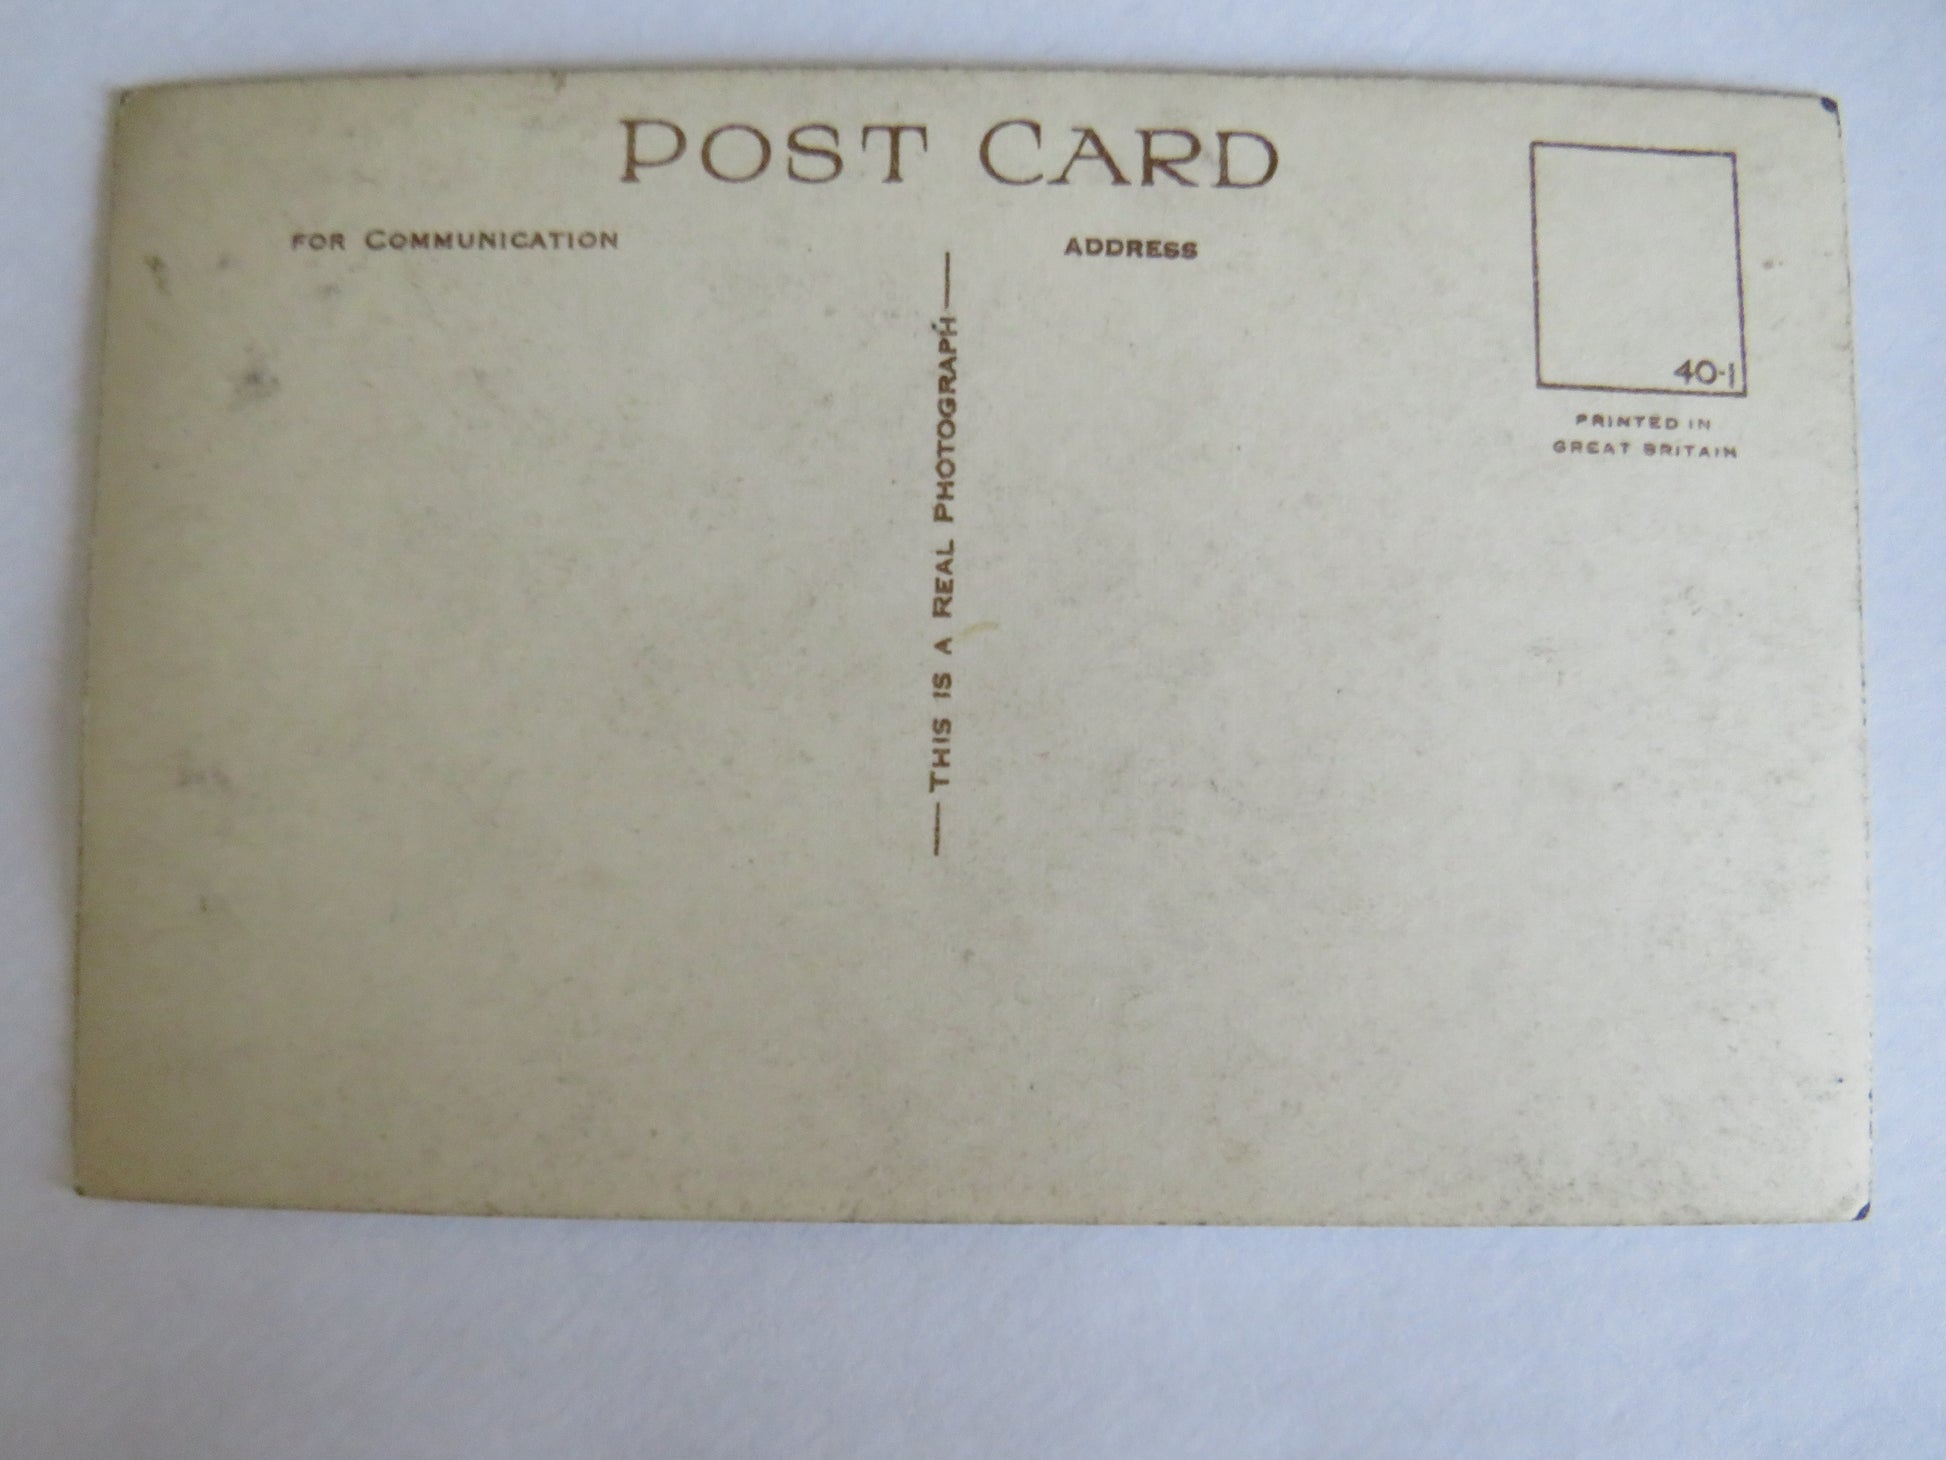 POST CARD
FOR COMMUNICATION
ADDRESS
THIS IS A REAL PHOTOGRAPH
40-1
PRINTED IN
GREAT BRITAIN